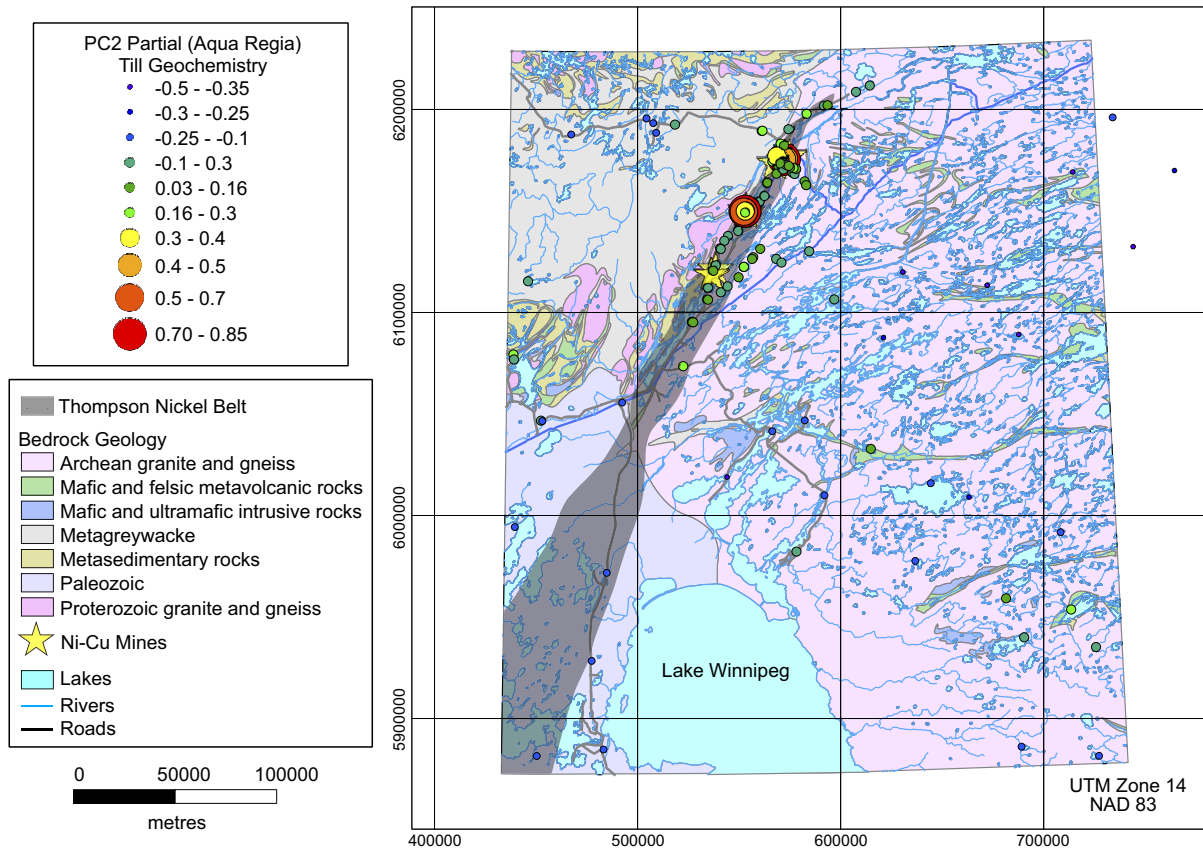 PC2 Partial (Aqua Regia)
Till Geochemistry
-0.5 - -0.35
-0.3 - -0.25
-0.25 - -0.1
-0.1 - 0.3
0.03 - 0.16
0.16 - 0.3
0.3 - 0.4
0.4 - 0.5
0.5 - 0.7
0.70 - 0.85
Thompson Nickel Belt
Bedrock Geology
Archean granite and gneiss
Mafic and felsic metavolcanic rocks
Mafic and ultramafic intrusive rocks
Metagreywacke
Metasedimentary rocks
Paleozoic
Proterozoic granite and gneiss
Ni-Cu Mines
Lakes
Rivers
Roads
0 50000 100000
metres
6200000
6100000
6000000
5900000
Lake Winnipeg
UTM Zone 14
NAD 83
400000 500000 600000 700000